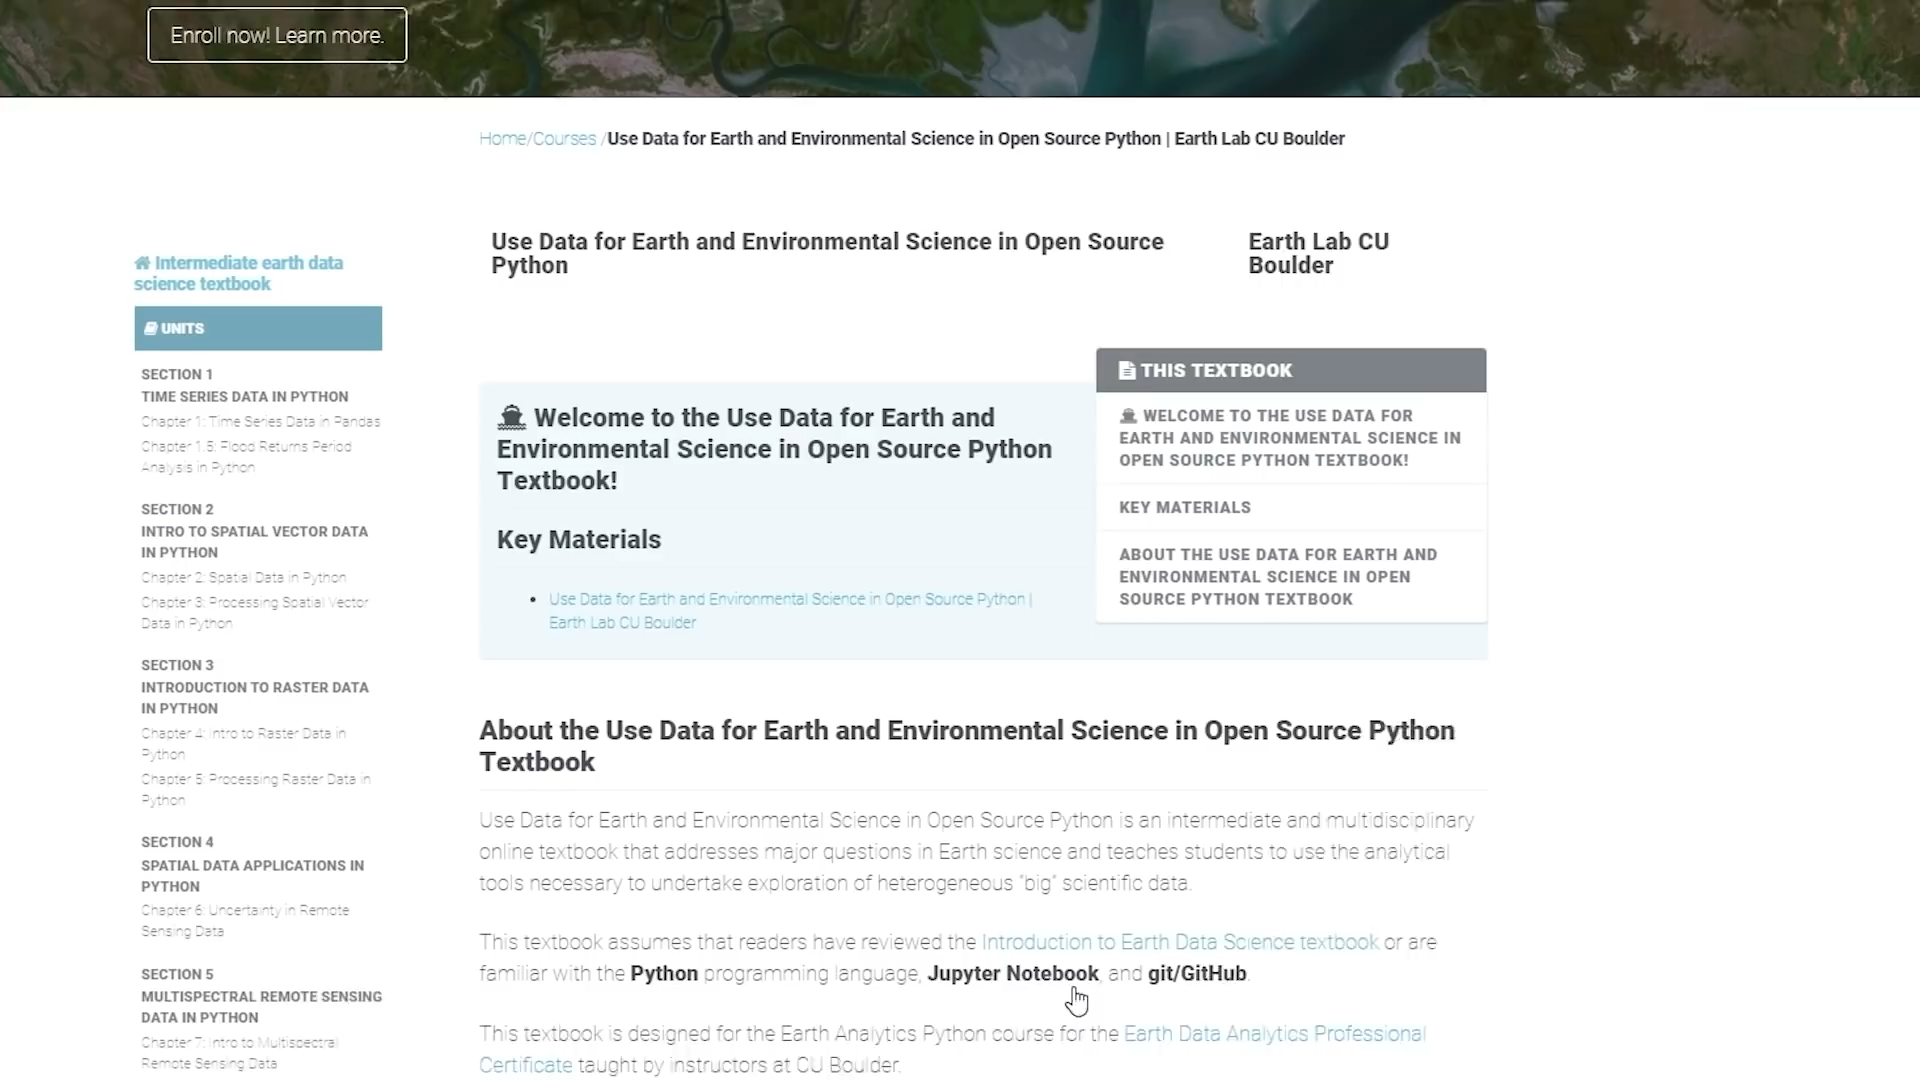 Enroll now! Learn more.
Home/Courses /Use Data for Earth and Environmental Science in Open Source Python | Earth Lab CU Boulder
Use Data for Earth and Environmental Science in Open Source
Python
Earth Lab CU
Boulder
Intermediate earth data
science textbook
UNITS
SECTION 1
TIME SERIES DATA IN PYTHON
Chapter 1: Time Series Data in Pandas
Chapter 1.5: Flood Returns Period
Analysis in Python
SECTION 2
INTRO TO SPATIAL VECTOR DATA
IN PYTHON
Chapter 2: Spatial Data in Python
Chapter 3: Processing Spatial Vector
Data in Python
SECTION 3
INTRODUCTION TO RASTER DATA
IN PYTHON
Chapter 4: Intro to Raster Data in
Python
Chapter 5: Processing Raster Data in
Python
SECTION 4
SPATIAL DATA APPLICATIONS IN
PYTHON
Chapter 6: Uncertainty in Remote
Sensing Data
SECTION 5
MULTISPECTRAL REMOTE SENSING
DATA IN PYTHON
Chapter 7: Intro to Multispectral
Remote Sensing Data
Welcome to the Use Data for Earth and
Environmental Science in Open Source Python
Textbook!
Key Materials
• Use Data for Earth and Environmental Science in Open Source Python |
Earth Lab CU Boulder
THIS TEXTBOOK
WELCOME TO THE USE DATA FOR
EARTH AND ENVIRONMENTAL SCIENCE IN
OPEN SOURCE PYTHON TEXTBOOK!
KEY MATERIALS
ABOUT THE USE DATA FOR EARTH AND
ENVIRONMENTAL SCIENCE IN OPEN
SOURCE PYTHON TEXTBOOK
About the Use Data for Earth and Environmental Science in Open Source Python
Textbook
Use Data for Earth and Environmental Science in Open Source Python is an intermediate and multidisciplinary
online textbook that addresses major questions in Earth science and teaches students to use the analytical
tools necessary to undertake exploration of heterogeneous "big" scientific data.
This textbook assumes that readers have reviewed the Introduction to Earth Data Science textbook or are
familiar with the Python programming language, Jupyter Notebook, and git/GitHub.
This textbook is designed for the Earth Analytics Python course for the Earth Data Analytics Professional
Certificate taught by instructors at CU Boulder.